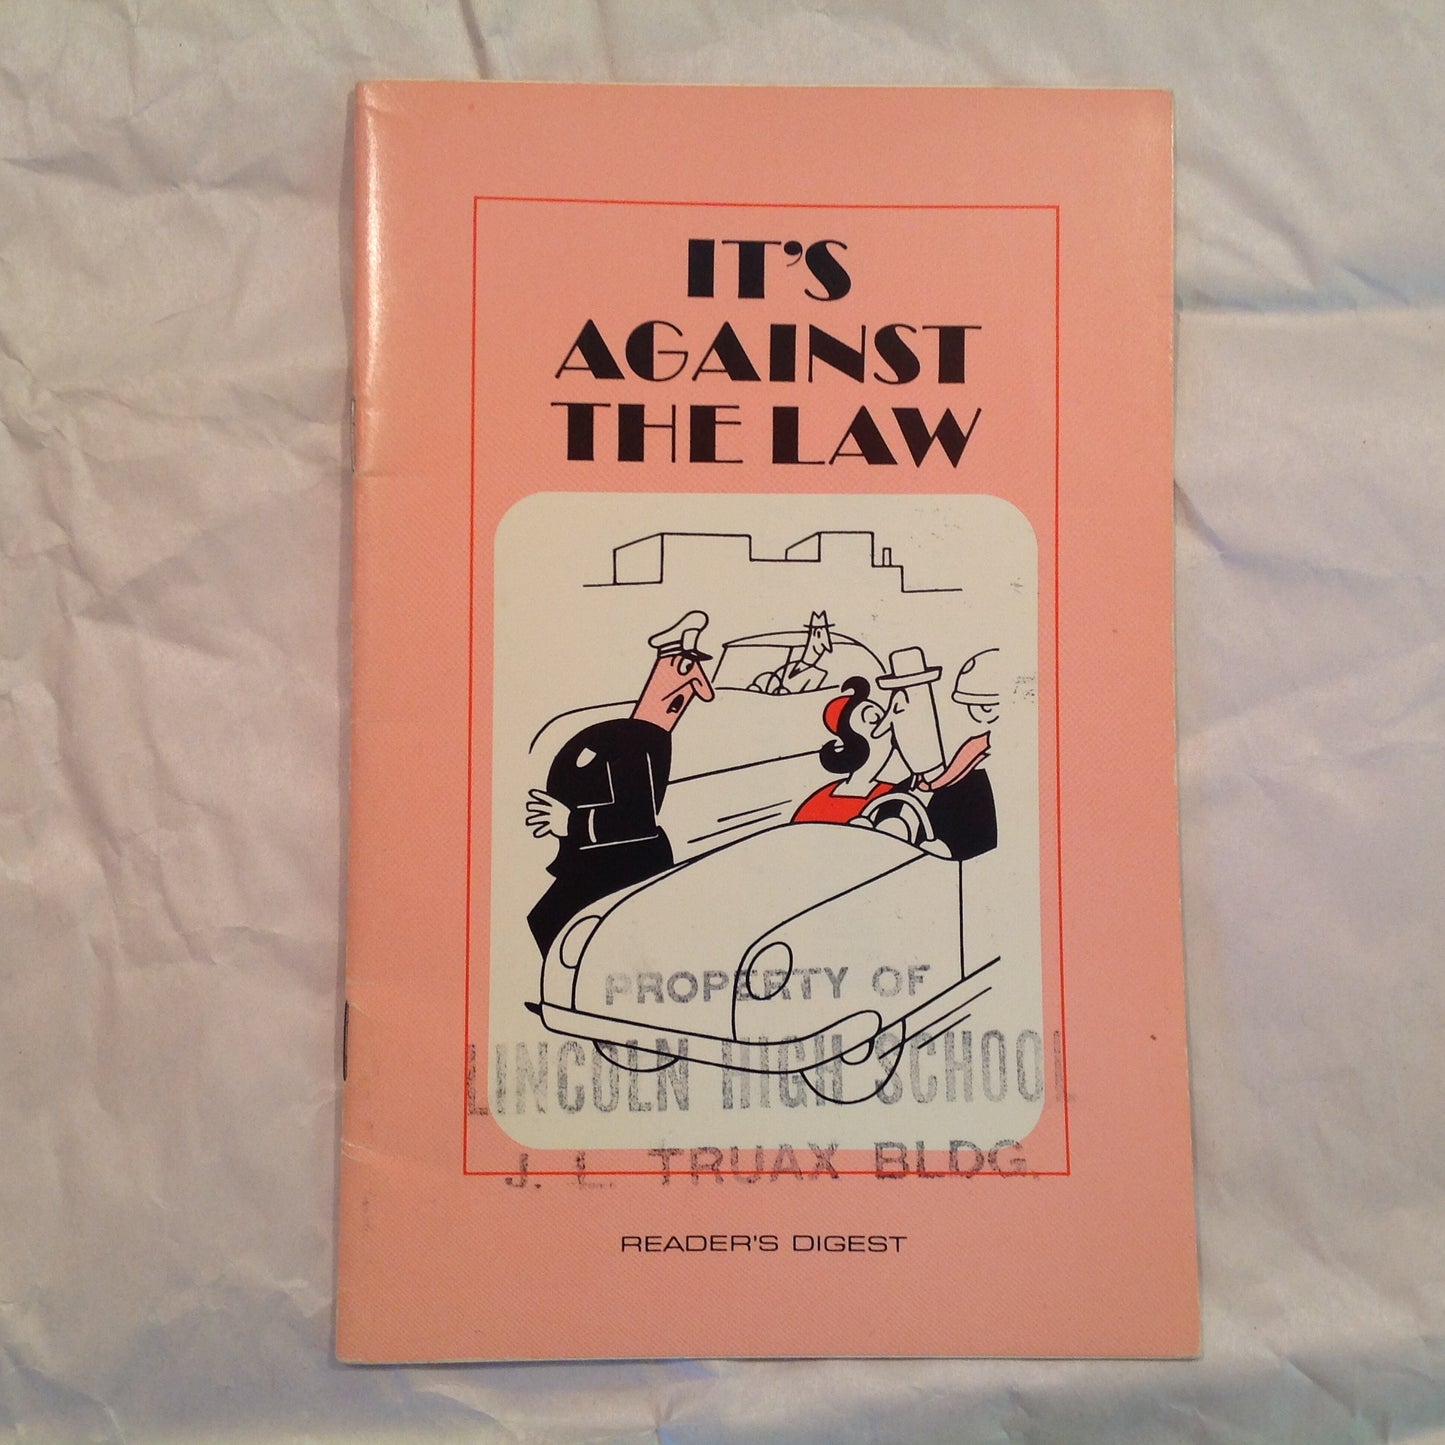 IT'S
AGAINST
THE LAW
PROPERTY OF
LINCOLN HIGH SCHOOL
J. L. TRUAX BLDG.
READER'S DIGEST